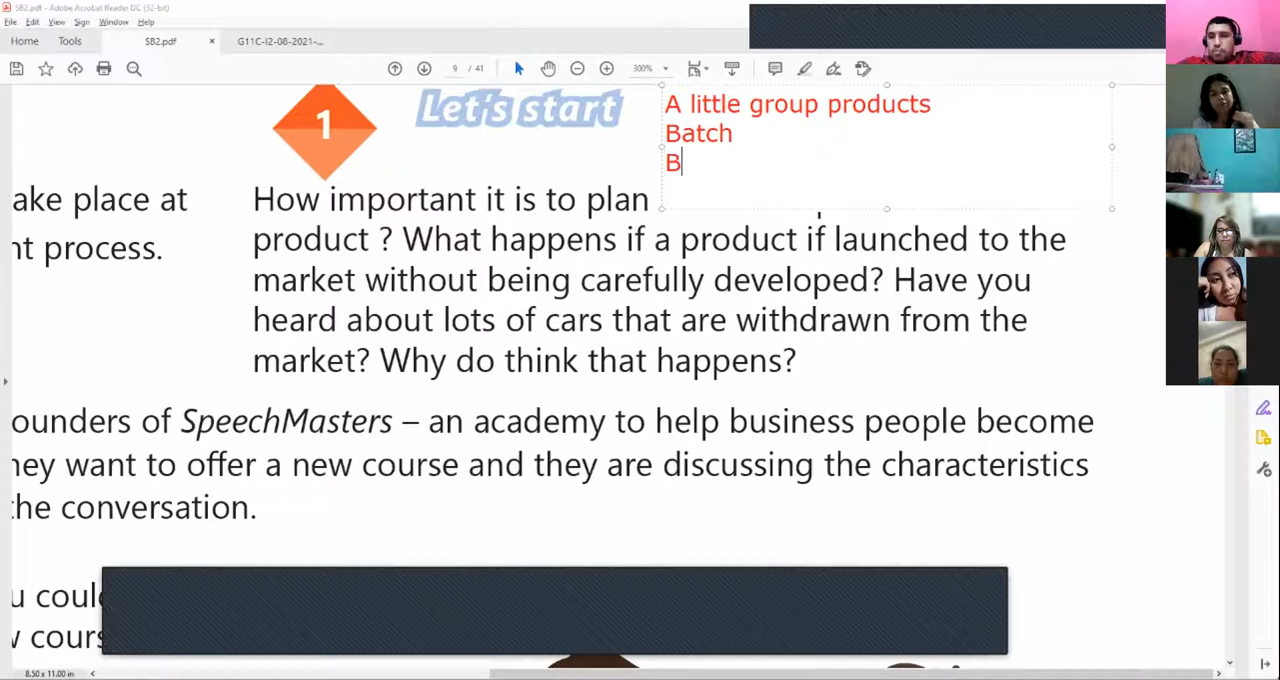 SB2.pdf - Adobe Acrobat Reader DC (32-bit)
File Edit View Sign Window Help
Home Tools SB2.pdf × G11C-I2-08-2021-...
9 / 41 300%
1 Let's start
A little group products
Batch
B
ake place at
nt process.
How important it is to plan
product ? What happens if a product if launched to the
market without being carefully developed? Have you
heard about lots of cars that are withdrawn from the
market? Why do think that happens?
ounders of SpeechMasters – an academy to help business people become
hey want to offer a new course and they are discussing the characteristics
the conversation.
u could
w cours
8.50 x 11.00 in